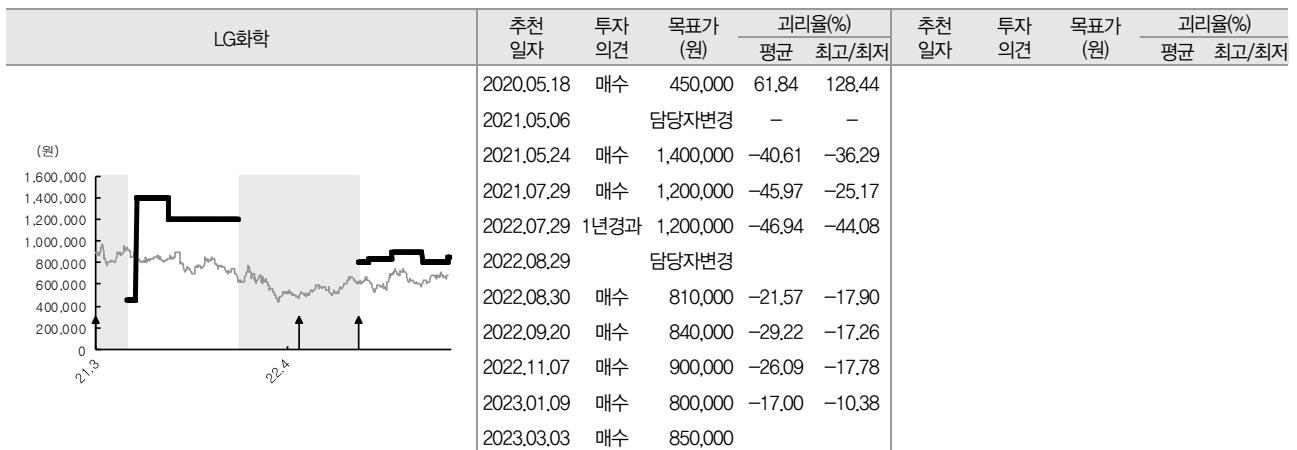 LG화학
추천 일자 투자 의견 목표가 (원) 괴리율(%) 평균 최고/최저 추천 일자 투자 의견 목표가 (원) 괴리율(%) 평균 최고/최저
(원)
1,600,000
1,400,000
1,200,000
1,000,000
800,000
600,000
400,000
200,000
0
21.3
22.4
2020.05.18 매수 450,000 61.84 128.44
2021.05.06 담당자변경 - -
2021.05.24 매수 1,400,000 -40.61 -36.29
2021.07.29 매수 1,200,000 -45.97 -25.17
2022.07.29 1년경과 1,200,000 -46.94 -44.08
2022.08.29 담당자변경
2022.08.30 매수 810,000 -21.57 -17.90
2022.09.20 매수 840,000 -29.22 -17.26
2022.11.07 매수 900,000 -26.09 -17.78
2023.01.09 매수 800,000 -17.00 -10.38
2023.03.03 매수 850,000